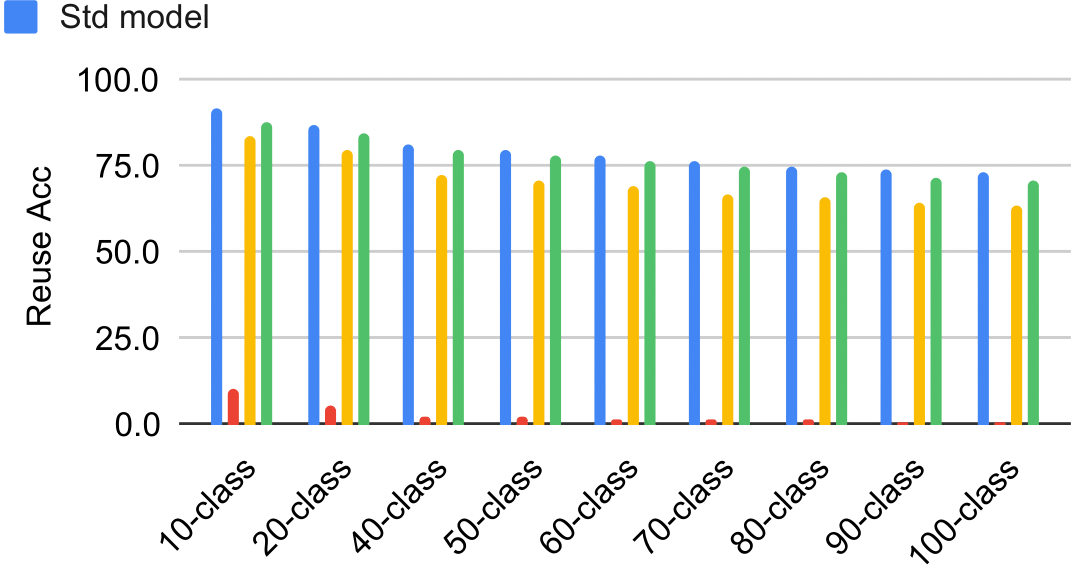 Std model
100.0
75.0
50.0
25.0
0.0
Reuse Acc
10-class
20-class
40-class
50-class
60-class
70-class
80-class
90-class
100-class